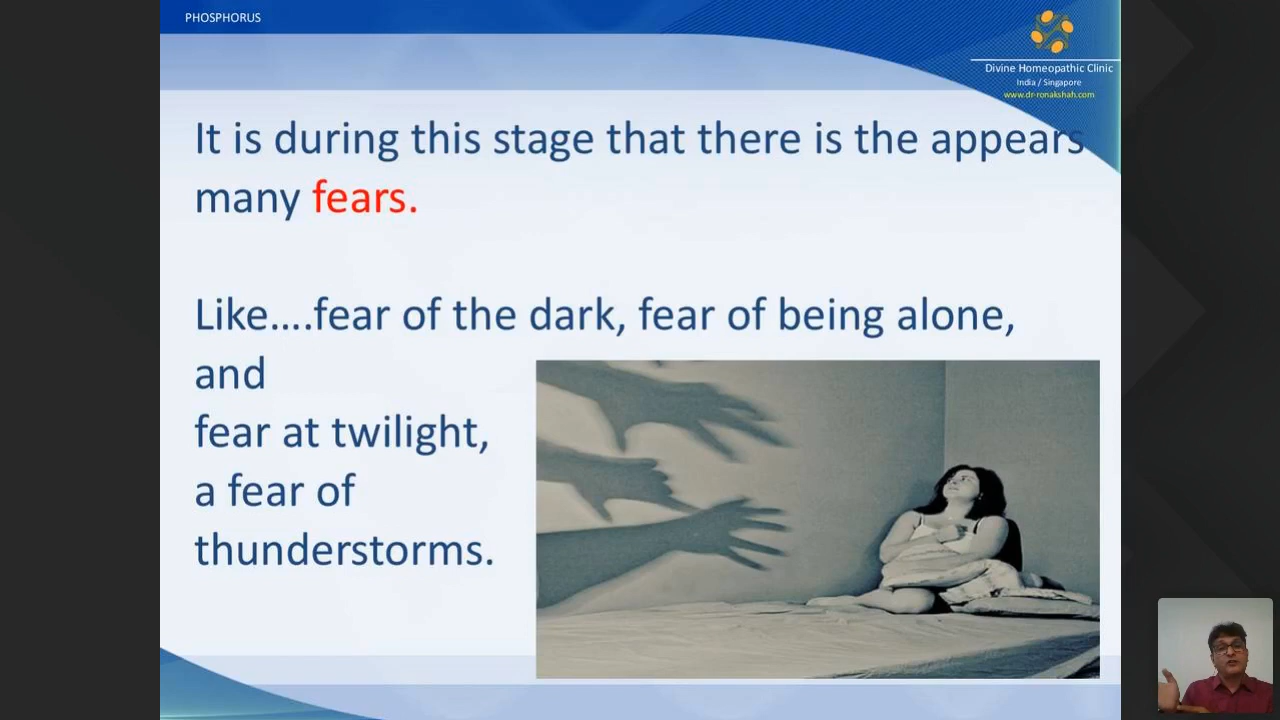 PHOSPHORUS
Divine Homeopathic Clinic
India / Singapore
www.dr-ronakshah.com
It is during this stage that there is the appears
many fears.
Like....fear of the dark, fear of being alone,
and
fear at twilight,
a fear of
thunderstorms.